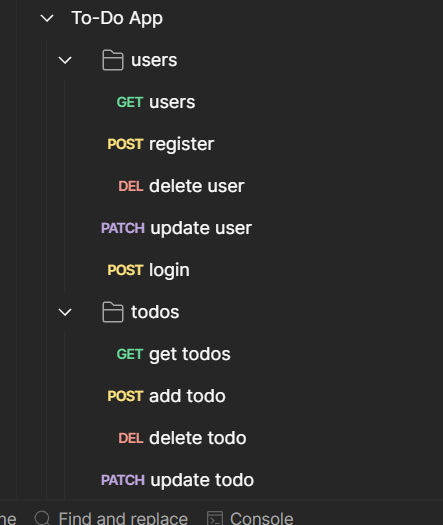 To-Do App
users
GET users
POST register
DEL delete user
PATCH update user
POST login
todos
GET get todos
POST add todo
DEL delete todo
PATCH update todo
ne Find and replace Console